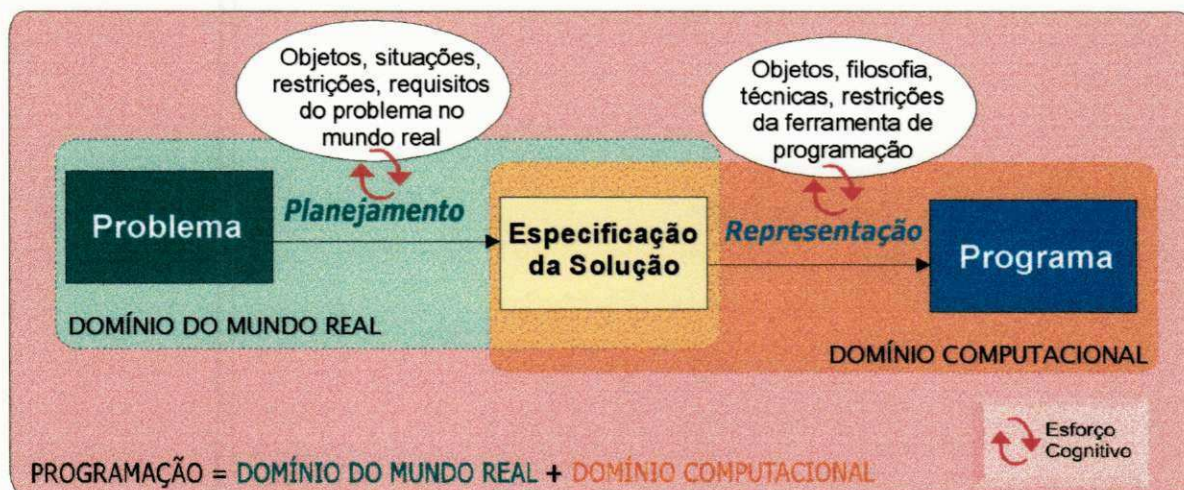 Objetos, situações,
restrições, requisitos
do problema no
mundo real
Objetos, filosofia,
técnicas, restrições
da ferramenta de
programação
Problema
Planejamento
Especificação
da Solução
Representação
Programa
DOMÍNIO DO MUNDO REAL
DOMÍNIO COMPUTACIONAL
Esforço
Cognitivo
PROGRAMAÇÃO = DOMÍNIO DO MUNDO REAL + DOMÍNIO COMPUTACIONAL